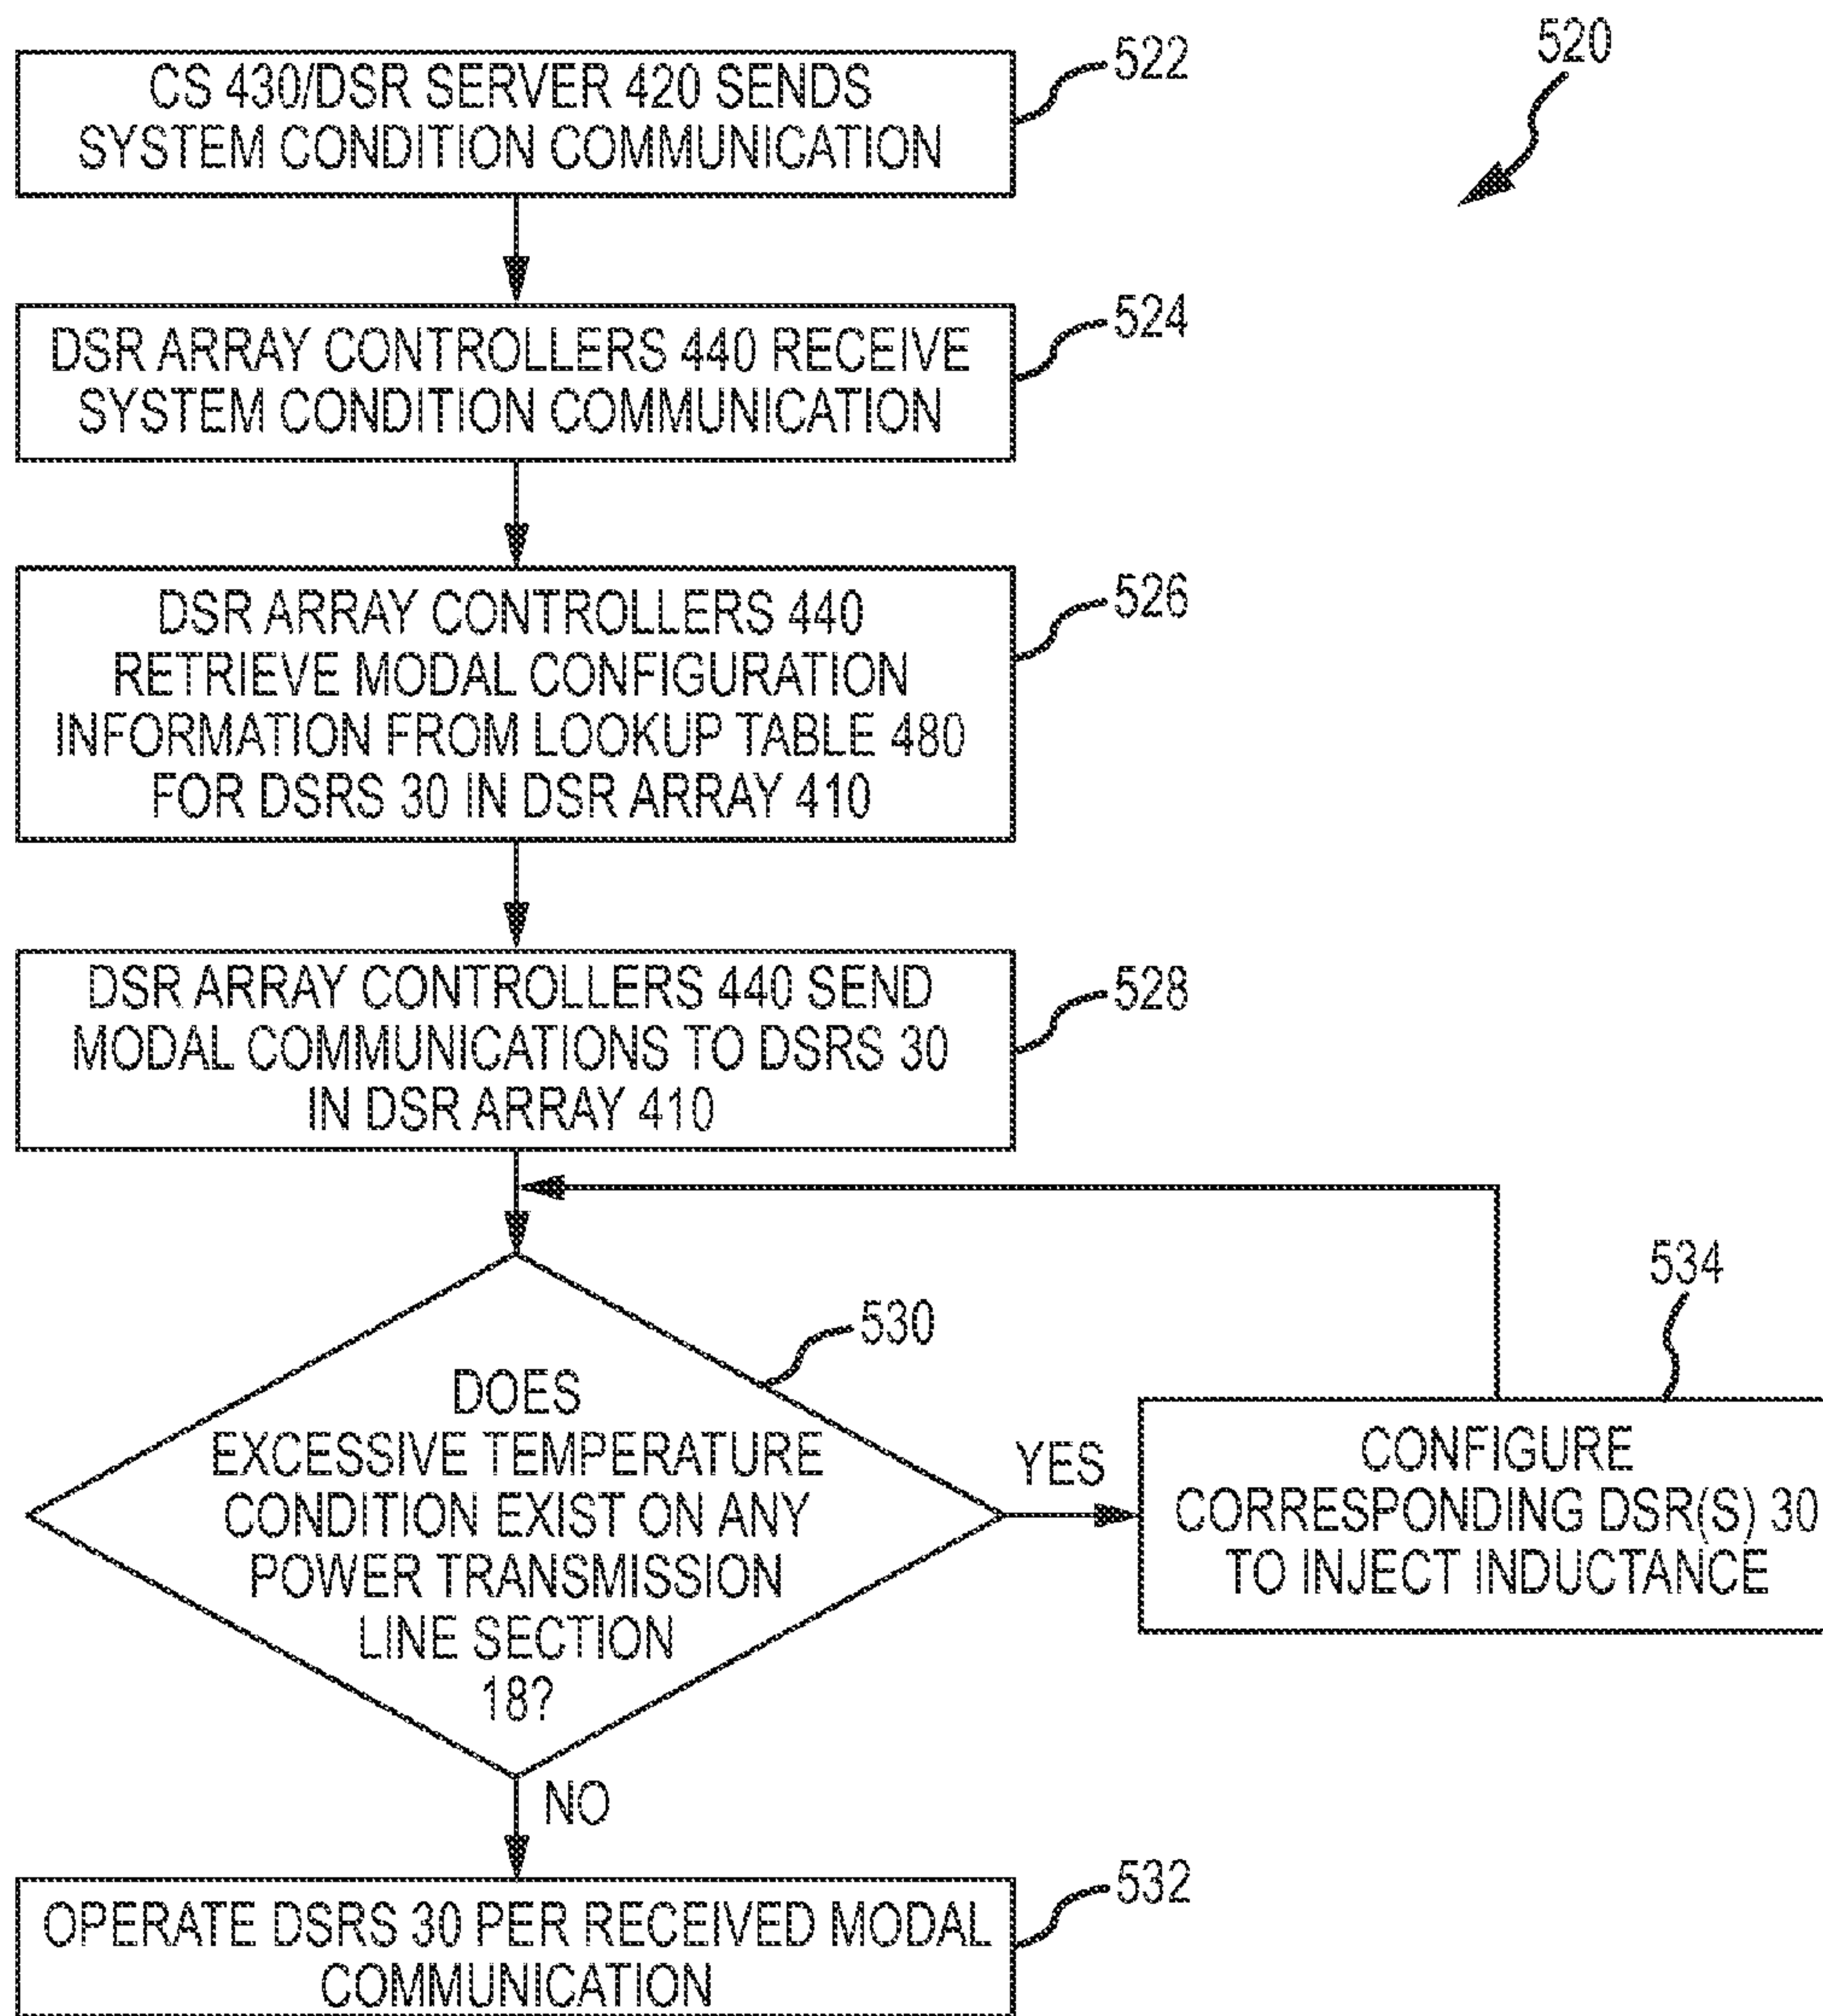 520
CS 430/DSR SERVER 420 SENDS
SYSTEM CONDITION COMMUNICATION
522
DSR ARRAY CONTROLLERS 440 RECEIVE
SYSTEM CONDITION COMMUNICATION
524
DSR ARRAY CONTROLLERS 440
RETRIEVE MODAL CONFIGURATION
INFORMATION FROM LOOKUP TABLE 480
FOR DSRS 30 IN DSR ARRAY 410
526
DSR ARRAY CONTROLLERS 440 SEND
MODAL COMMUNICATIONS TO DSRS 30
IN DSR ARRAY 410
528
DOES
EXCESSIVE TEMPERATURE
CONDITION EXIST ON ANY
POWER TRANSMISSION
LINE SECTION
18?
530
YES
CONFIGURE
CORRESPONDING DSR(S) 30
TO INJECT INDUCTANCE
534
NO
OPERATE DSRS 30 PER RECEIVED MODAL
COMMUNICATION
532